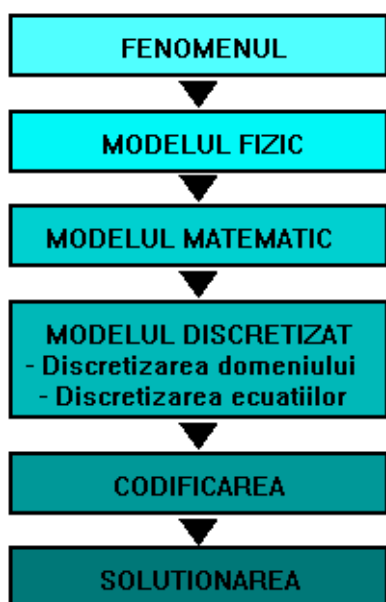 FENOMENUL
MODELUL FIZIC
MODELUL MATEMATIC
MODELUL DISCRETIZAT
- Discretizarea domeniului
- Discretizarea ecuatiilor
CODIFICAREA
SOLUTIONAREA